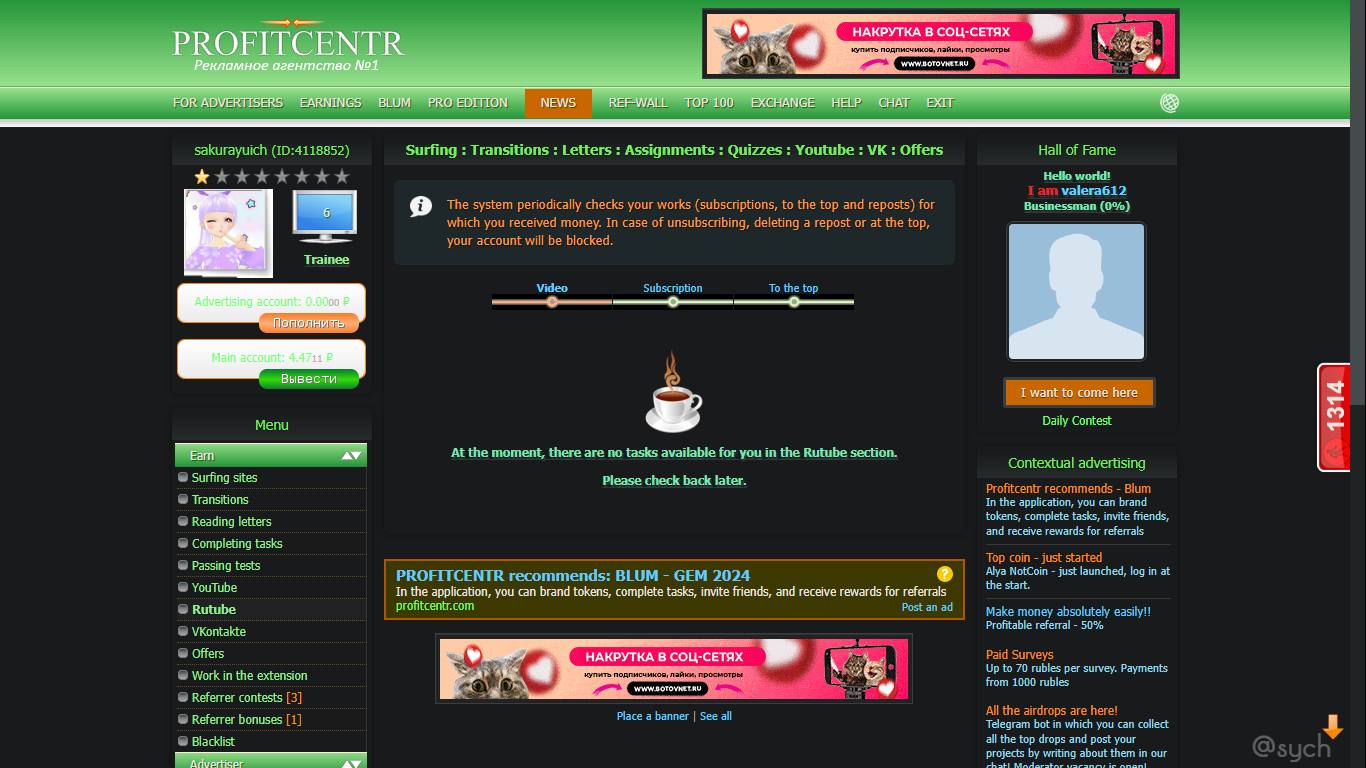 PROFITCENTR
Рекламное агентство №1
НАКРУТКА В СОЦ-СЕТЯХ
купить подписчиков, лайки, просмотры
WWW.BOTOVNET.RU
FOR ADVERTISERS EARNINGS BLUM PRO EDITION NEWS REF-WALL TOP 100 EXCHANGE HELP CHAT EXIT
sakurayuich (ID:4118852)
6
Trainee
Advertising account: 0.0000 ₽
Пополнить
Main account: 4.4711 ₽
Вывести
Menu
Earn
Surfing sites
Transitions
Reading letters
Completing tasks
Passing tests
YouTube
Rutube
VKontakte
Offers
Work in the extension
Referrer contests [3]
Referrer bonuses [1]
Blacklist
Advertiser
Surfing : Transitions : Letters : Assignments : Quizzes : Youtube : VK : Offers
The system periodically checks your works (subscriptions, to the top and reposts) for
which you received money. In case of unsubscribing, deleting a repost or at the top,
your account will be blocked.
Video Subscription To the top
At the moment, there are no tasks available for you in the Rutube section.
Please check back later.
PROFITCENTR recommends: BLUM - GEM 2024
?
In the application, you can brand tokens, complete tasks, invite friends, and receive rewards for referrals
profitcentr.com
Post an ad
НАКРУТКА В СОЦ-СЕТЯХ
купить подписчиков, лайки, просмотры
WWW.BOTOVNET.RU
Place a banner | See all
Hall of Fame
Hello world!
I am valera612
Businessman (0%)
I want to come here
Daily Contest
Contextual advertising
Profitcentr recommends - Blum
In the application, you can brand
tokens, complete tasks, invite friends,
and receive rewards for referrals
Top coin - just started
Alya NotCoin - just launched, log in at
the start.
Make money absolutely easily!!
Profitable referral - 50%
Paid Surveys
Up to 70 rubles per survey. Payments
from 1000 rubles
All the airdrops are here!
Telegram bot in which you can collect
all the top drops and post your
projects by writing about them in our
chat! Moderator vacancy is open!
1314
@sych